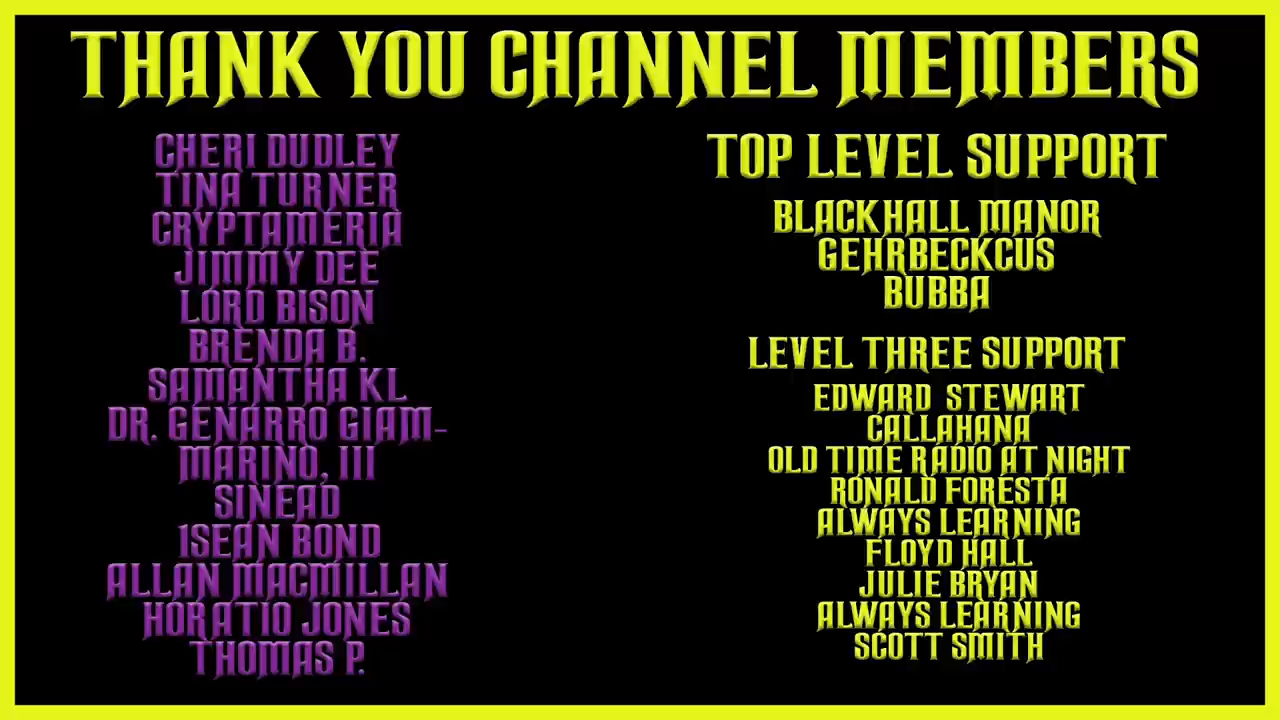 THANK YOU CHANNEL MEMBERS
CHERI DUDLEY
TINA TURNER
CRYPTAMERIA
JIMMY DEE
LORD BISON
BRENDA B.
SAMANTHA KL
DR. GENARRO GIAM-
MARINO, III
SINEAD
1SEAN BOND
ALLAN MACMILLAN
HORATIO JONES
THOMAS P.
TOP LEVEL SUPPORT
BLACKHALL MANOR
GEHRBECKCUS
BUBBA
LEVEL THREE SUPPORT
EDWARD STEWART
CALLAHANA
OLD TIME RADIO AT NIGHT
RONALD FORESTA
ALWAYS LEARNING
FLOYD HALL
JULIE BRYAN
ALWAYS LEARNING
SCOTT SMITH